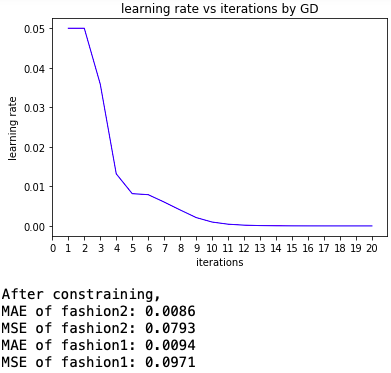 learning rate vs iterations by GD
0.05
0.04
0.03
0.02
0.01
0.00
learning rate
0 1 2 3 4 5 6 7 8 9 10 11 12 13 14 15 16 17 18 19 20
iterations
After constraining,
MAE of fashion2: 0.0086
MSE of fashion2: 0.0793
MAE of fashion1: 0.0094
MSE of fashion1: 0.0971